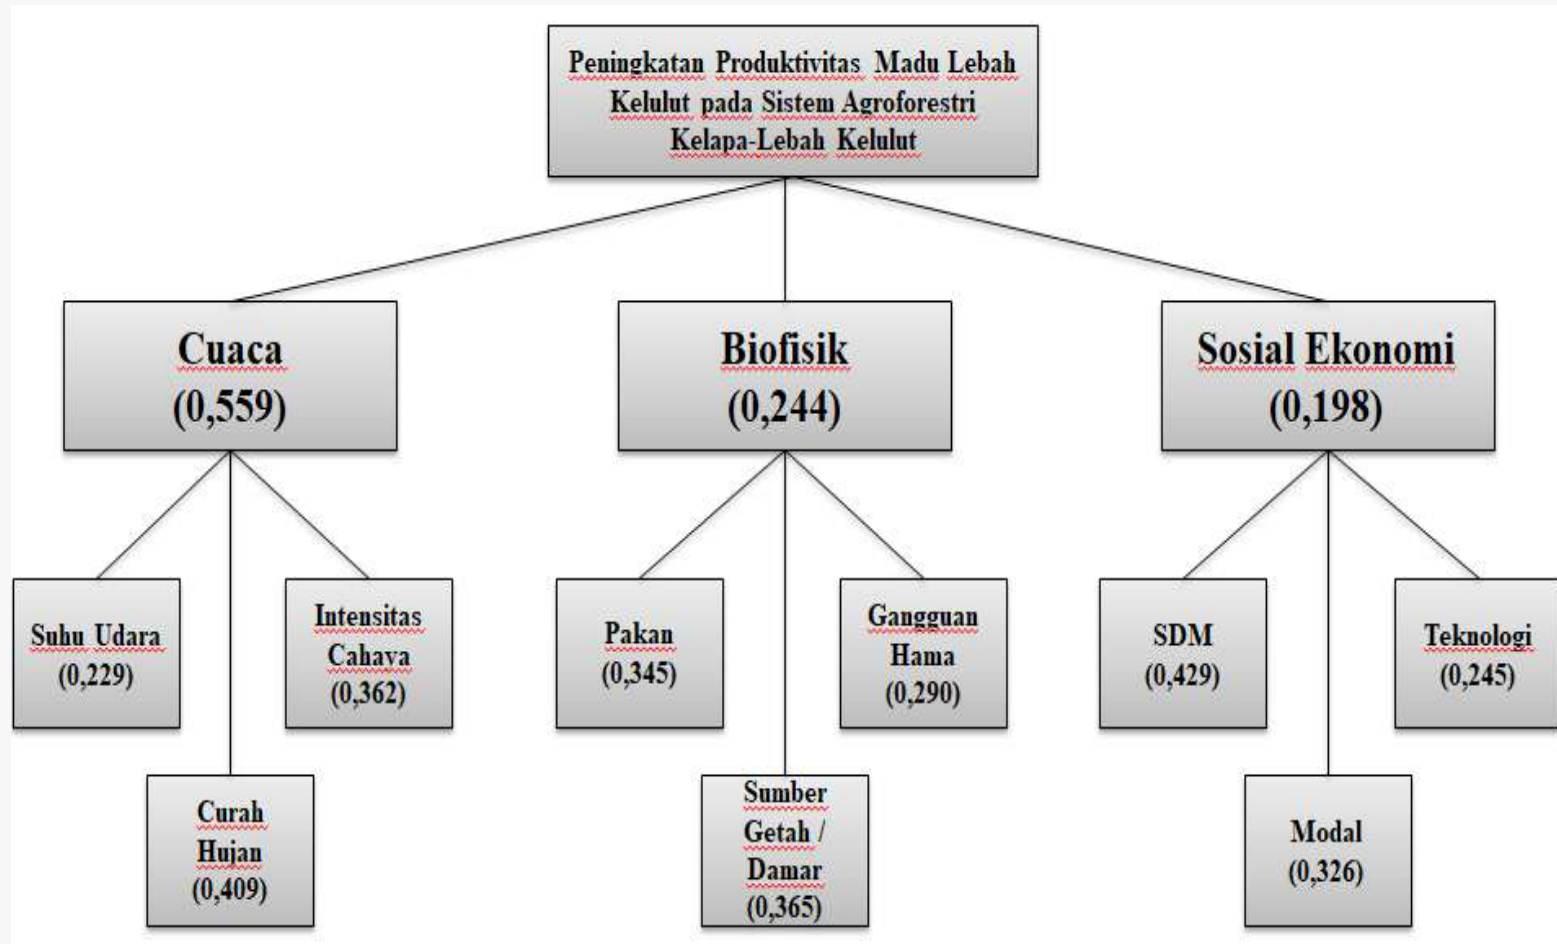 Peningkatan Produktivitas Madu Lebah
Kelulut pada Sistem Agroforestri
Kelapa-Lebah Kelulut
Cuaca
(0,559)
Biofisik
(0,244)
Sosial Ekonomi
(0,198)
Suhu Udara
(0,229)
Intensitas
Cahaya
(0,362)
Pakan
(0,345)
Gangguan
Hama
(0,290)
SDM
(0,429)
Teknologi
(0,245)
Curah
Hujan
(0,409)
Sumber
Getah /
Damar
(0,365)
Modal
(0,326)